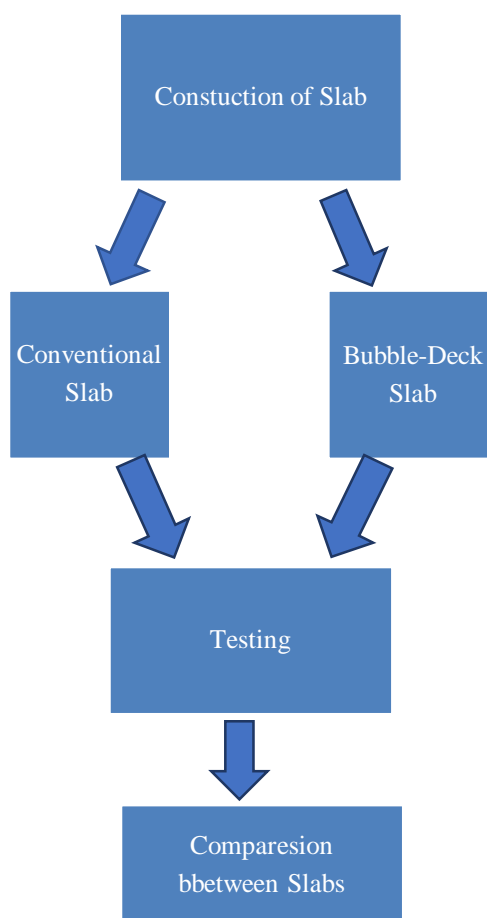 Constuction of Slab
Conventional
Slab
Bubble-Deck
Slab
Testing
Comparesion
bbetween Slabs